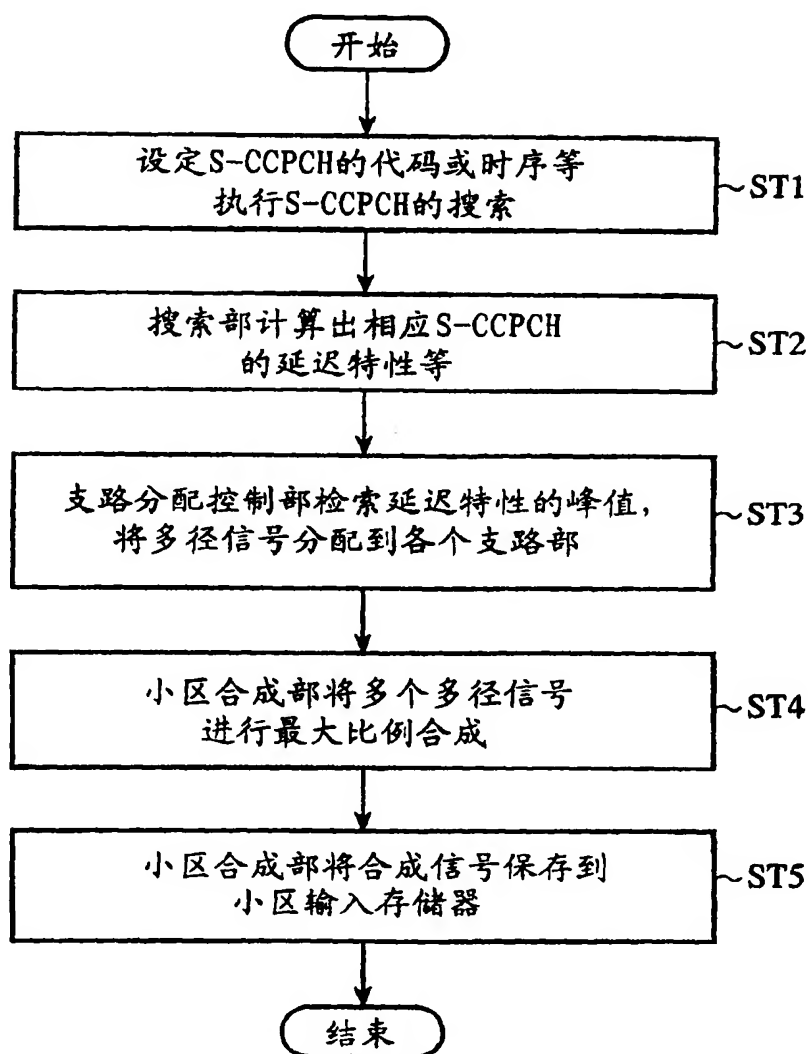 开始
设定S-CCPCH的代码或时序等
执行S-CCPCH的搜索
~ST1
搜索部计算出相应S-CCPCH
的延迟特性等
~ST2
支路分配控制部检索延迟特性的峰值，
将多径信号分配到各个支路部
~ST3
小区合成部将多个多径信号
进行最大比例合成
~ST4
小区合成部将合成信号保存到
小区输入存储器
~ST5
结束